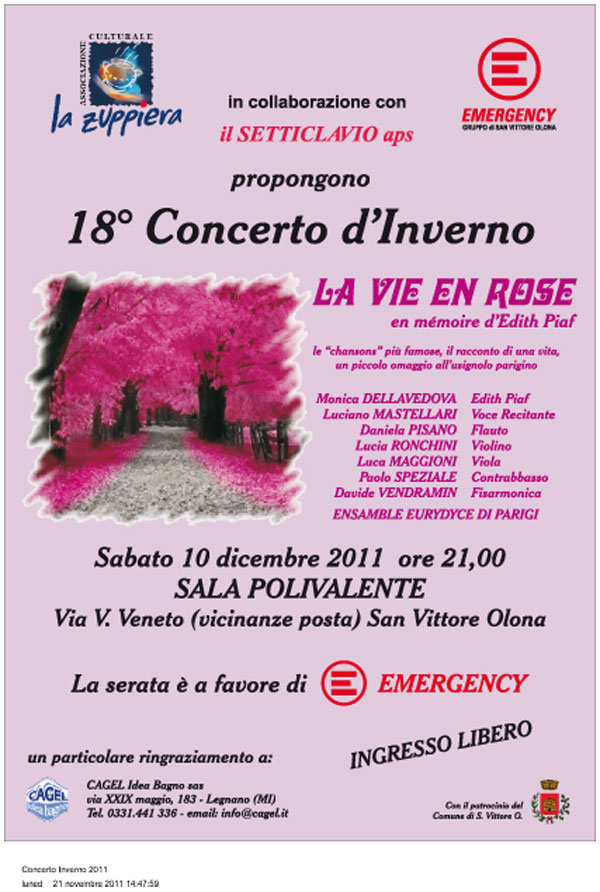 ASSOCIAZIONE
CULTURALE
la zuppiera
in collaborazione con
il SETTICLAVIO aps
EMERGENCY
GRUPPO DI SAN VITTORE OLONA
propongono
18° Concerto d'Inverno
LA VIE EN ROSE
en mémoire d'Edith Piaf
le "chansons" più famose, il racconto di una vita,
un piccolo omaggio all'usignolo parigino
Monica DELLAVEDOVA Edith Piaf
Luciano MASTELLARI Voce Recitante
Daniela PISANO Flauto
Lucia RONCHINI Violino
Luca MAGGIONI Viola
Paolo SPEZIALE Contrabbasso
Davide VENDRAMIN Fisarmonica
ENSAMBLE EURYDYCE DI PARIGI
Sabato 10 dicembre 2011 ore 21,00
SALA POLIVALENTE
Via V. Veneto (vicinanze posta) San Vittore Olona
La serata è a favore di EMERGENCY
INGRESSO LIBERO
un particolare ringraziamento a:
CAGEL
idea bagno
CAGEL Idea Bagno sas
via XXIX maggio, 183 - Legnano (MI)
Tel. 0331.441 336 - email: info@cagel.it
Con il patrocinio del
Comune di S. Vittore O.
Concerto Inverno 2011
luned 21 novembre 2011 14:47:59